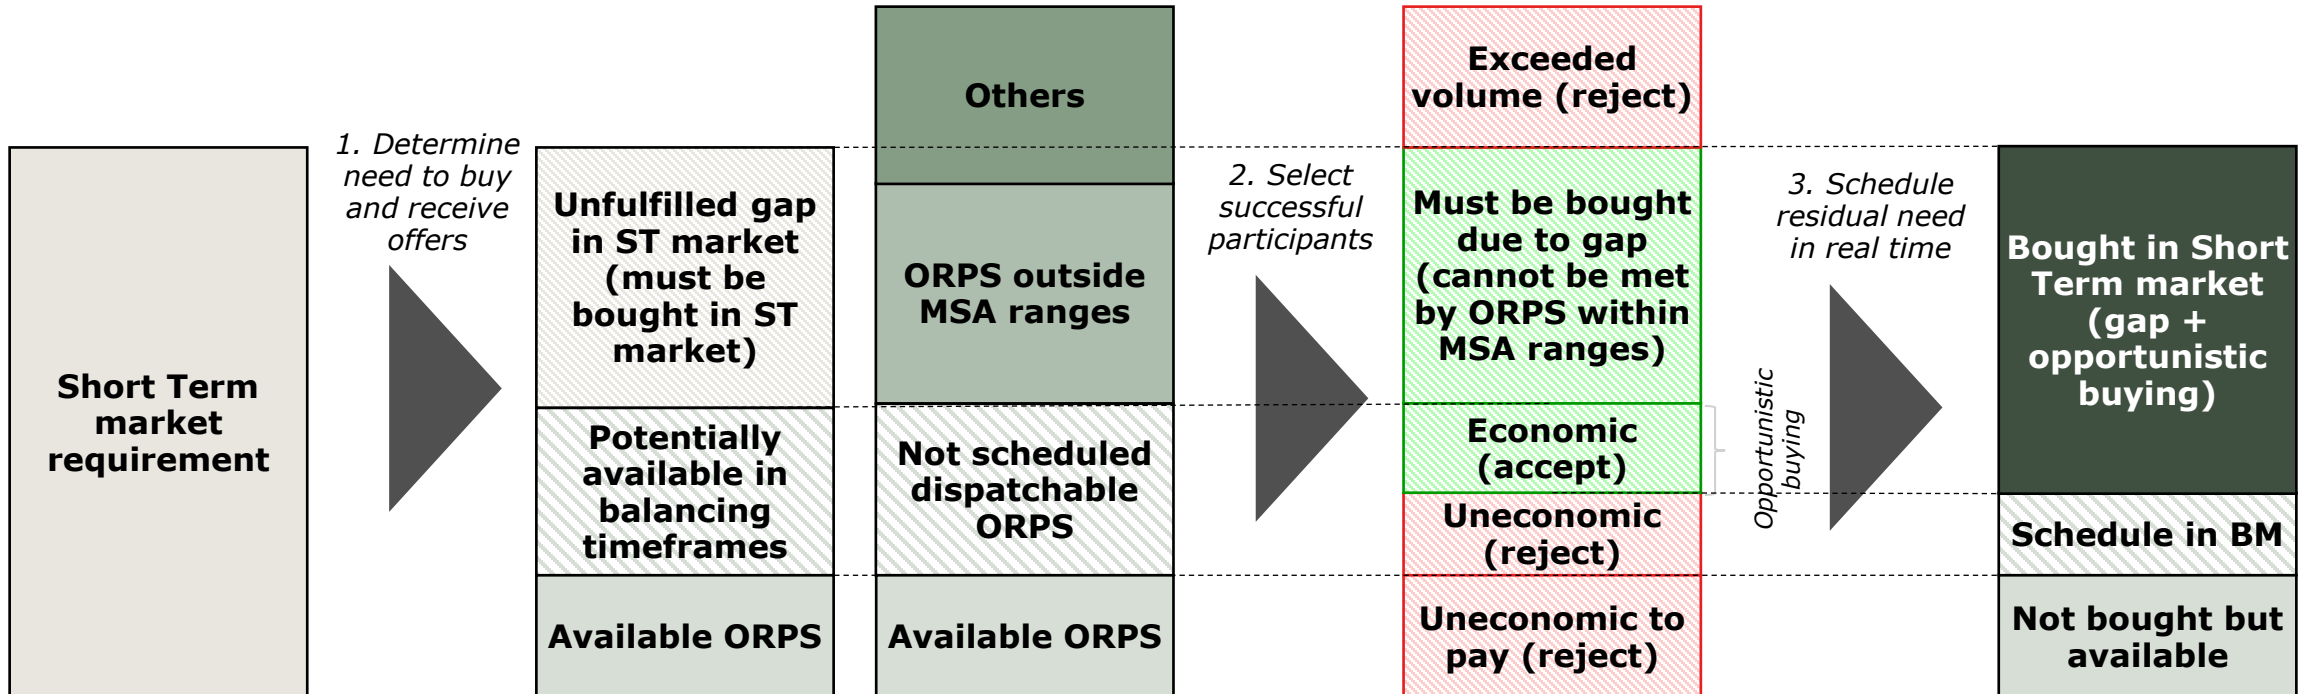 Short Term
market
requirement
1. Determine
need to buy
and receive
offers
Unfulfilled gap
in ST market
(must be
bought in ST
market)
Potentially
available in
balancing
timeframes
Available ORPS
Others
ORPS outside
MSA ranges
Not scheduled
dispatchable
ORPS
Available ORPS
2. Select
successful
participants
Exceeded
volume (reject)
Must be bought
due to gap
(cannot be met
by ORPS within
MSA ranges)
Economic
(accept)
Uneconomic
(reject)
Uneconomic to
pay (reject)
Opportunistic
buying
3. Schedule
residual need
in real time
Bought in Short
Term market
(gap +
opportunistic
buying)
Schedule in BM
Not bought but
available